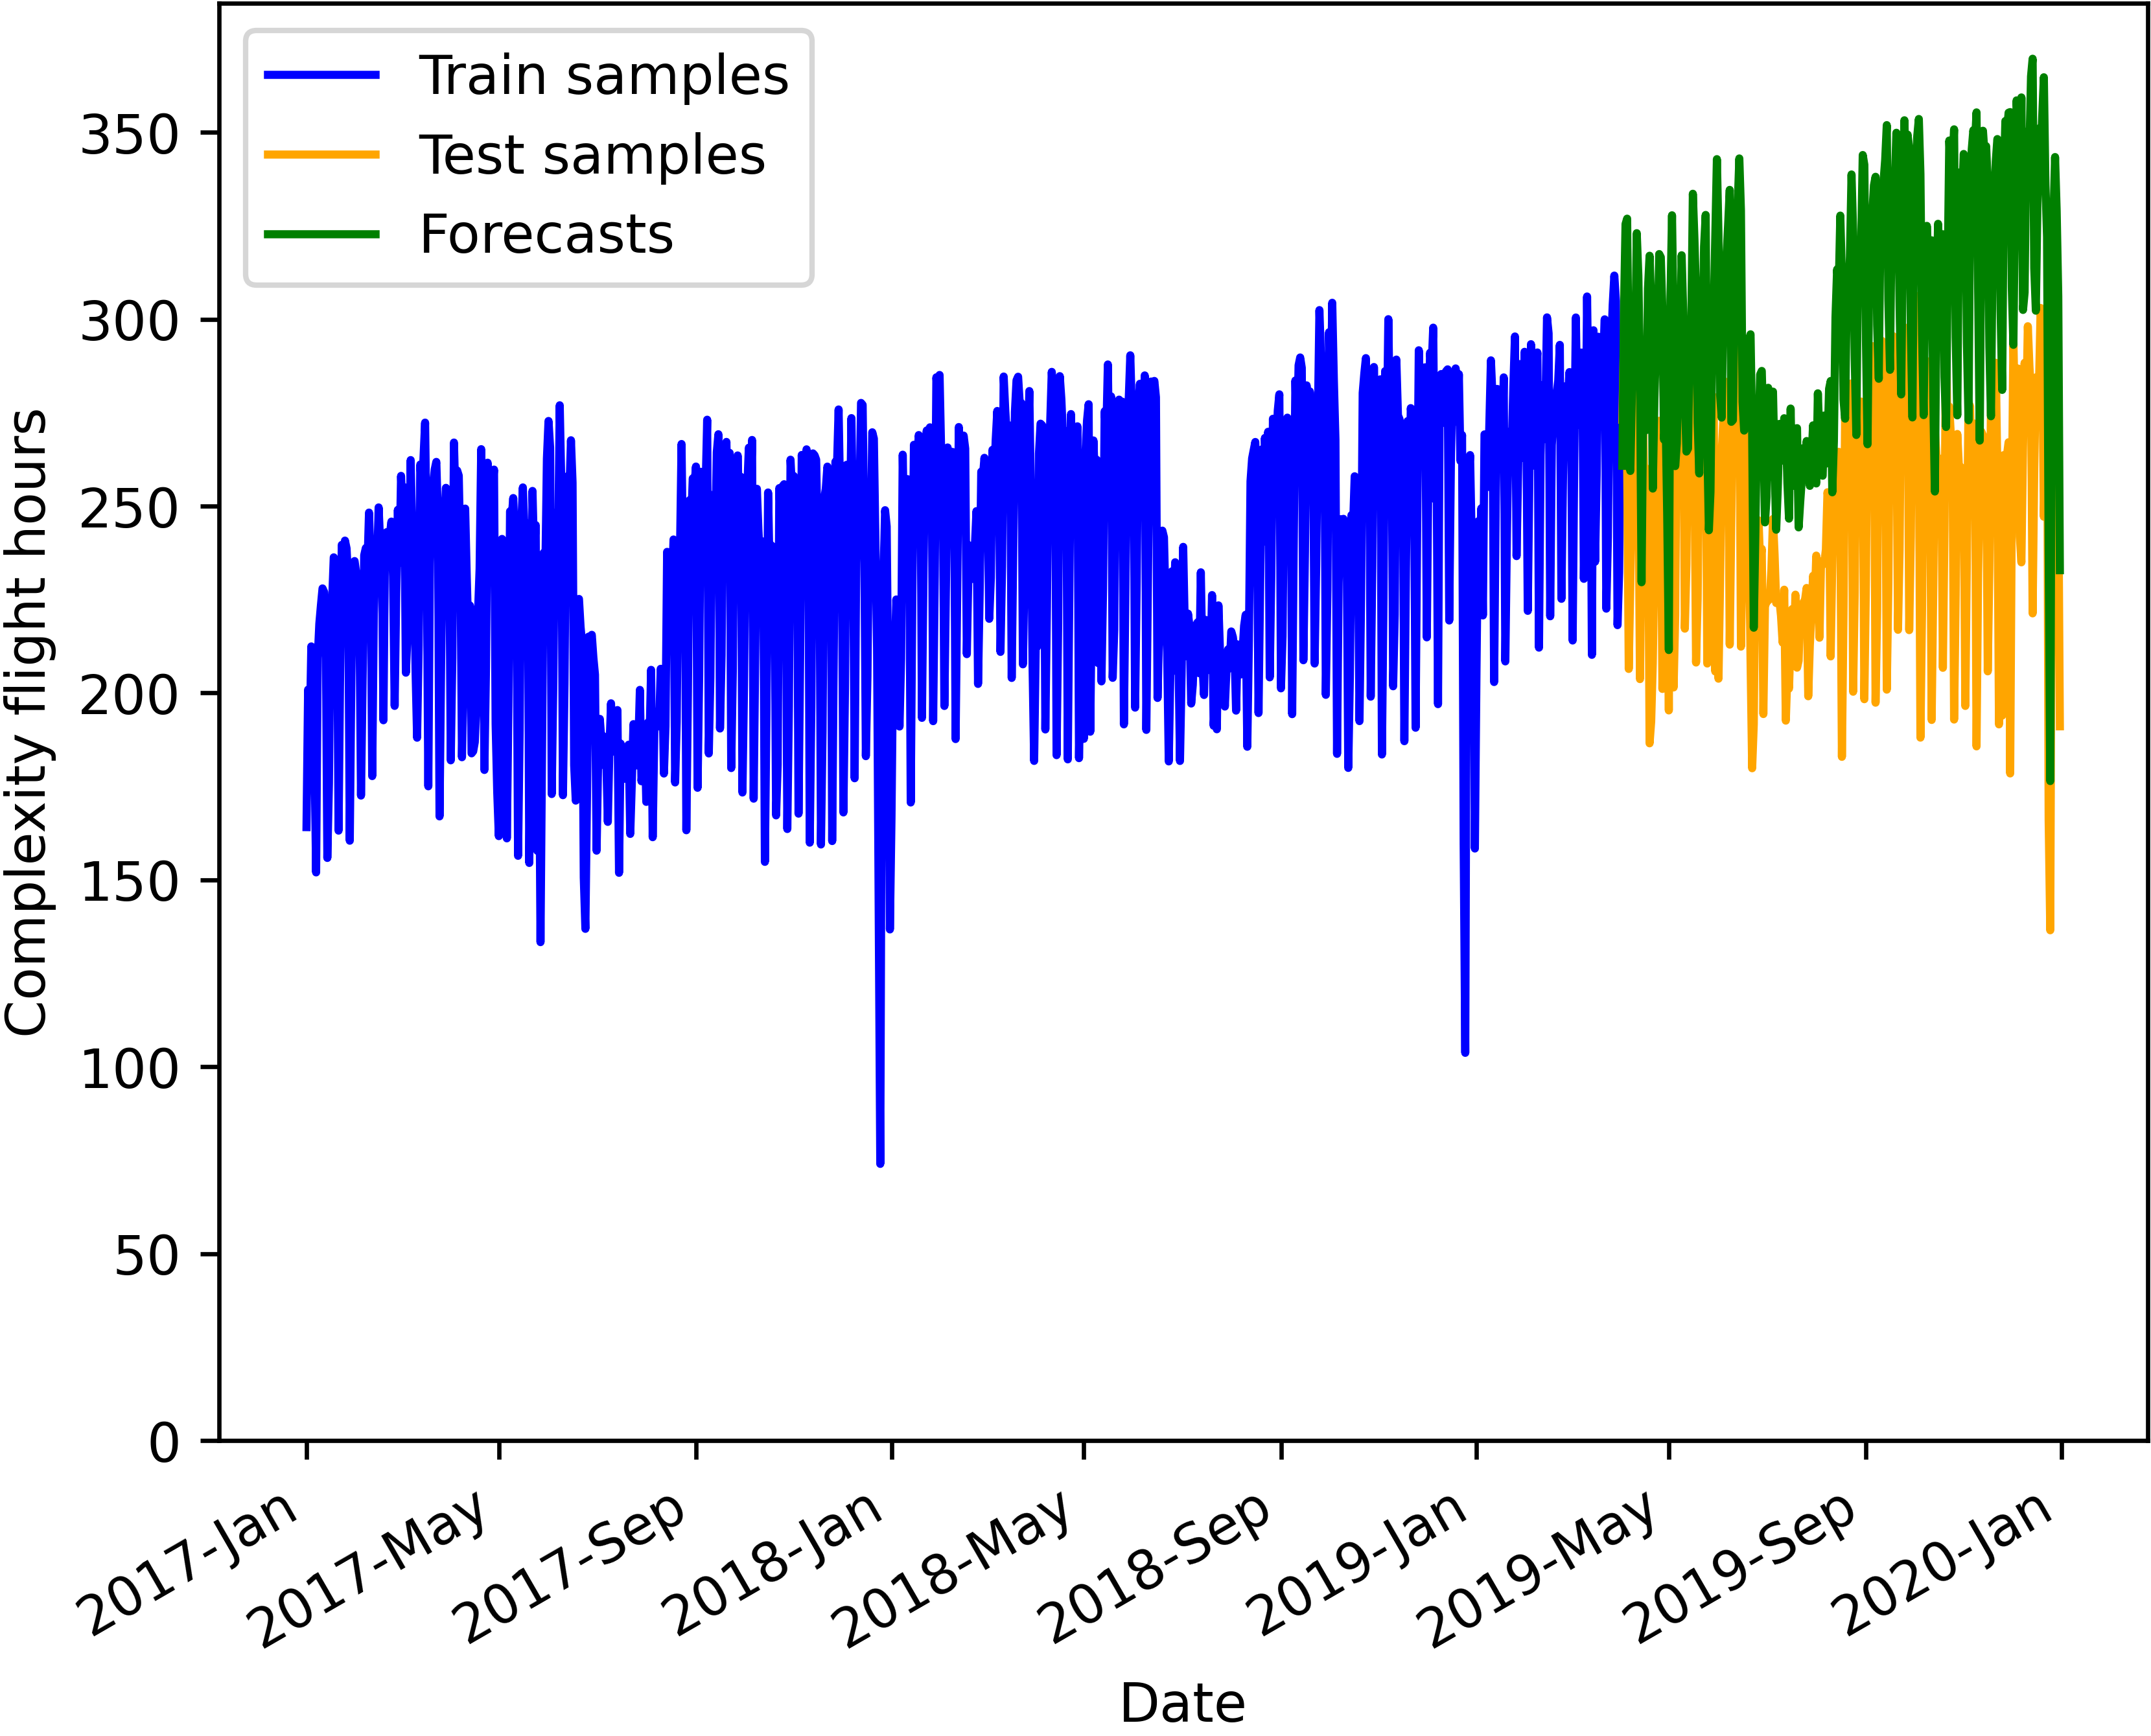 Train samples
Test samples
Forecasts
Complexity flight hours
350
300
250
200
150
100
50
0
2017-Jan
2017-May
2017-Sep
2018-Jan
2018-May
2018-Sep
2019-Jan
2019-May
2019-Sep
2020-Jan
Date